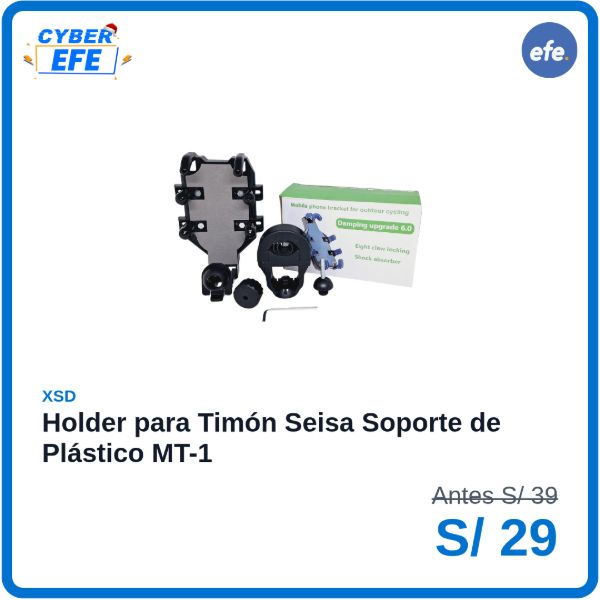 CYBER
EFE
efe.
Mobile phone bracket for outdoor cycling
Damping upgrade 6.0
Eight claw locking
Shock absorber
XSD
Holder para Timón Seisa Soporte de
Plástico MT-1
Antes S/ 39
S/ 29